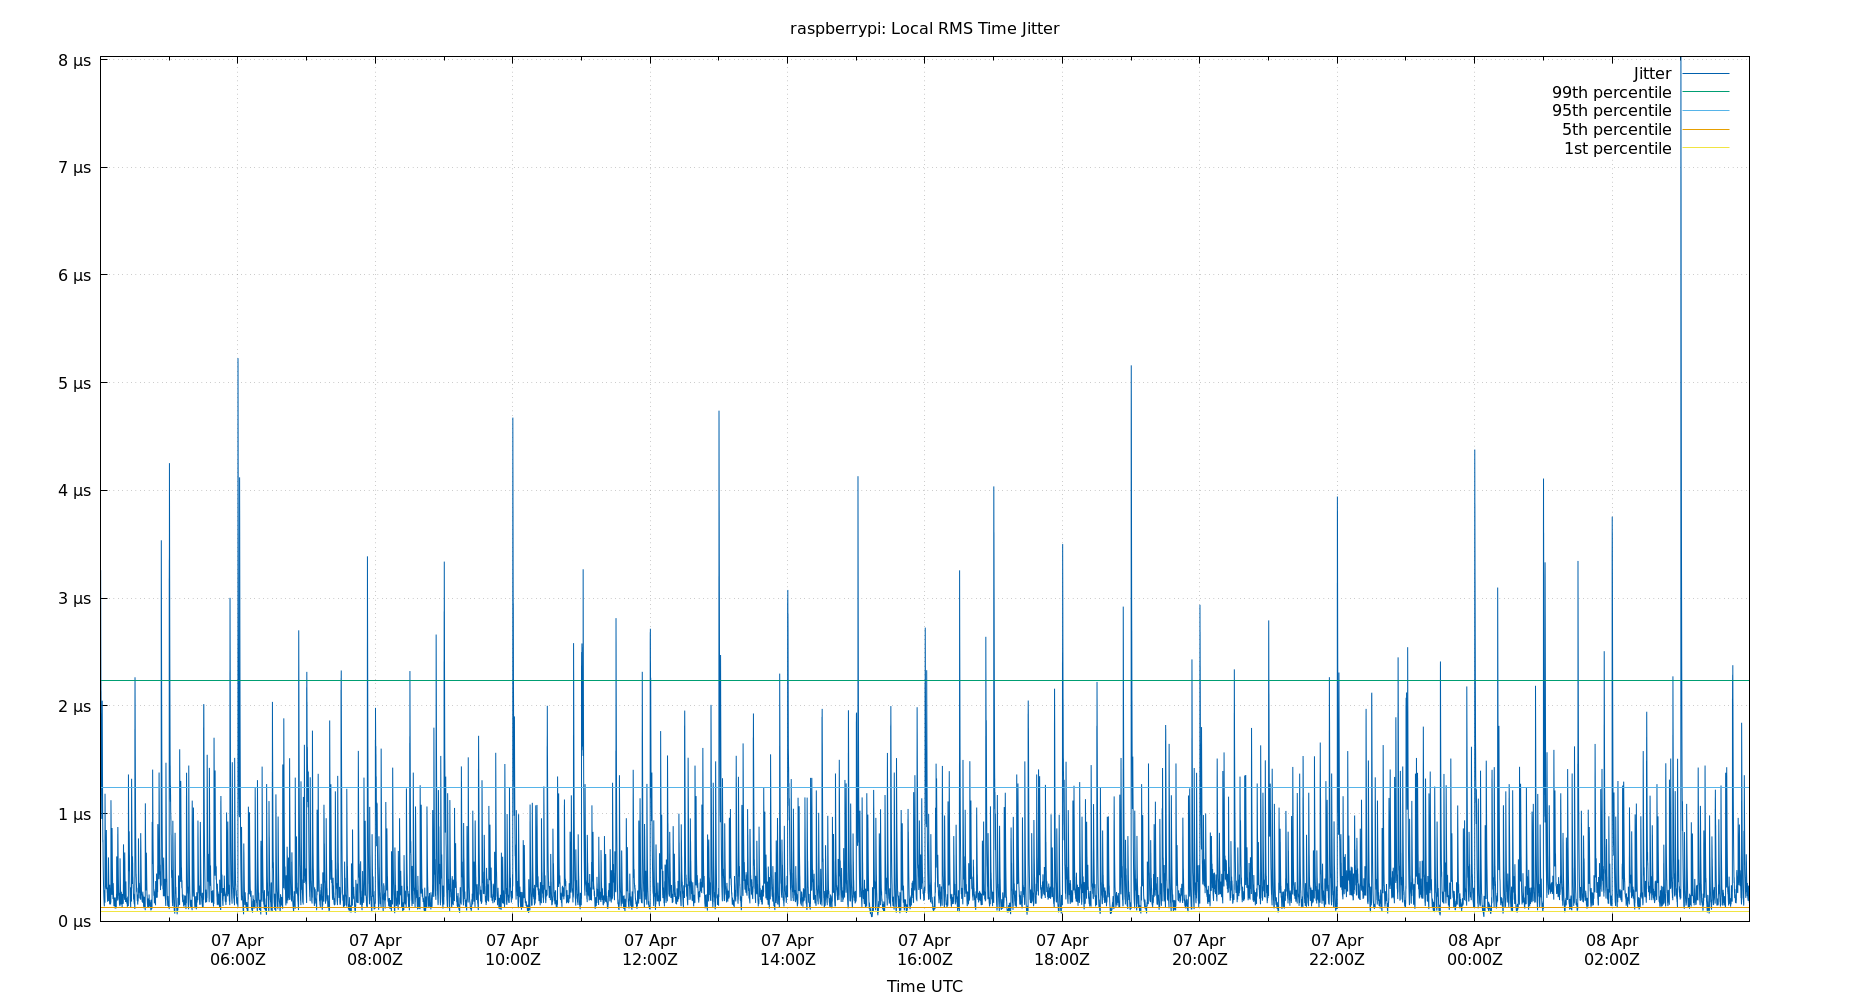 raspberrypi: Local RMS Time Jitter
8 µs
7 µs
6 µs
5 µs
4 µs
3 µs
2 µs
1 µs
0 µs
Jitter
99th percentile
95th percentile
5th percentile
1st percentile
07 Apr 07 Apr 07 Apr 07 Apr 07 Apr 07 Apr 07 Apr 07 Apr 07 Apr 08 Apr 08 Apr
06:00Z 08:00Z 10:00Z 12:00Z 14:00Z 16:00Z 18:00Z 20:00Z 22:00Z 00:00Z 02:00Z
Time UTC